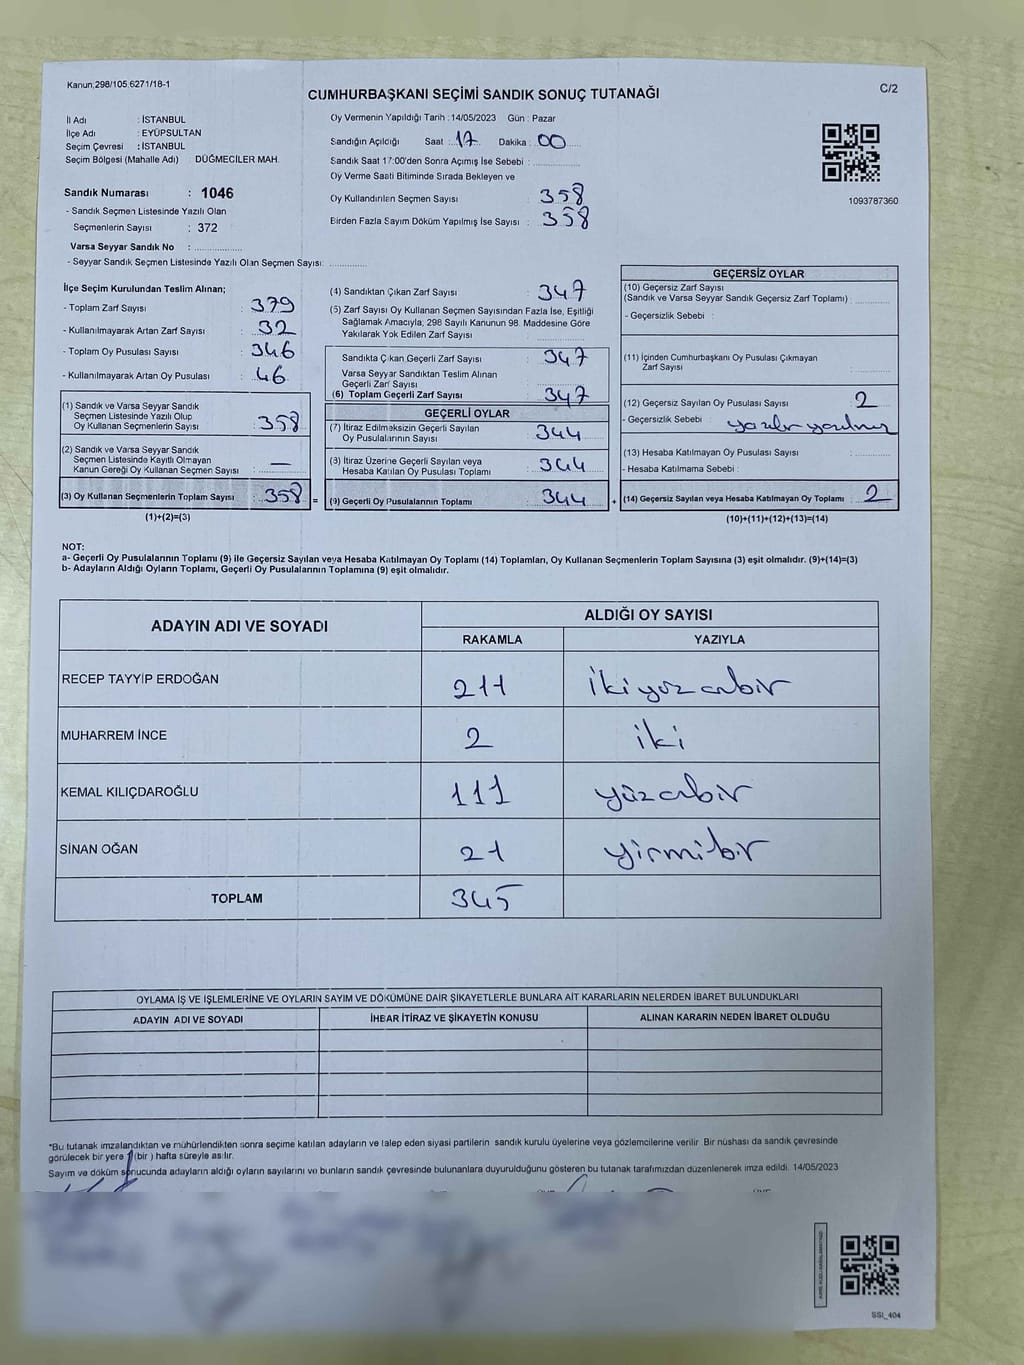 Kanun;298/105,6271/18-1
C/2
CUMHURBAŞKANI SEÇİMİ SANDIK SONUÇ TUTANAĞI
İl Adı : İSTANBUL
İlçe Adı : EYÜPSULTAN
Seçim Çevresi : İSTANBUL
Seçim Bölgesi (Mahalle Adı) : DÜĞMECİLER MAH.
Sandık Numarası : 1046
- Sandık Seçmen Listesinde Yazılı Olan
Seçmenlerin Sayısı : 372
Varsa Seyyar Sandık No :
- Seyyar Sandık Seçmen Listesinde Yazılı Olan Seçmen Sayısı:
Oy Vermenin Yapıldığı Tarih : 14/05/2023 Gün : Pazar
Sandığın Açıldığı Saat : 17 Dakika : 00
Sandık Saat 17:00'den Sonra Açımış İse Sebebi :
Oy Verme Saati Bitiminde Sırada Bekleyen ve
Oy Kullandırılan Seçmen Sayısı : 358
Birden Fazla Sayım Döküm Yapılmış İse Sayısı : 358
1093787360
İlçe Seçim Kurulundan Teslim Alınan;
- Toplam Zarf Sayısı : 379
- Kullanılmayarak Artan Zarf Sayısı : 32
- Toplam Oy Pusulası Sayısı : 346
- Kullanılmayarak Artan Oy Pusulası : 46
(1) Sandık ve Varsa Seyyar Sandık
Seçmen Listesinde Yazılı Olup
Oy Kullanan Seçmenlerin Sayısı : 358
(2) Sandık ve Varsa Seyyar Sandık
Seçmen Listesinde Kayıtlı Olmayan
Kanun Gereği Oy Kullanan Seçmen Sayısı : —
(3) Oy Kullanan Seçmenlerin Toplam Sayısı : 358
(1)+(2)=(3)
(4) Sandıktan Çıkan Zarf Sayısı : 347
(5) Zarf Sayısı Oy Kullanan Seçmen Sayısından Fazla İse, Eşitliği
Sağlamak Amacıyla, 298 Sayılı Kanunun 98. Maddesine Göre
Yakılarak Yok Edilen Zarf Sayısı :
Sandıkta Çıkan Geçerli Zarf Sayısı : 347
Varsa Seyyar Sandıktan Teslim Alınan
Geçerli Zarf Sayısı :
(6) Toplam Geçerli Zarf Sayısı : 347
GEÇERLİ OYLAR
(7) İtiraz Edilmeksizin Geçerli Sayılan
Oy Pusulalarının Sayısı : 344
(8) İtiraz Üzerine Geçerli Sayılan veya
Hesaba Katılan Oy Pusulası Toplamı : 344
= (9) Geçerli Oy Pusulalarının Toplamı : 344
GEÇERSİZ OYLAR
(10) Geçersiz Zarf Sayısı
(Sandık ve Varsa Seyyar Sandık Geçersiz Zarf Toplamı) :
- Geçersizlik Sebebi :
(11) İçinden Cumhurbaşkanı Oy Pusulası Çıkmayan
Zarf Sayısı :
(12) Geçersiz Sayılan Oy Pusulası Sayısı : 2
- Geçersizlik Sebebi :
(13) Hesaba Katılmayan Oy Pusulası Sayısı :
- Hesaba Katılmama Sebebi :
+ (14) Geçersiz Sayılan veya Hesaba Katılmayan Oy Toplamı : 2
(10)+(11)+(12)+(13)=(14)
NOT:
a- Geçerli Oy Pusulalarının Toplamı (9) ile Geçersiz Sayılan veya Hesaba Katılmayan Oy Toplamı (14) Toplamları, Oy Kullanan Seçmenlerin Toplam Sayısına (3) eşit olmalıdır. (9)+(14)=(3)
b- Adayların Aldığı Oyların Toplamı, Geçerli Oy Pusulalarının Toplamına (9) eşit olmalıdır.
ADAYIN ADI VE SOYADI
ALDIĞI OY SAYISI
RAKAMLA YAZIYLA
RECEP TAYYİP ERDOĞAN 211 ikiyüz onbir
MUHARREM İNCE 2 iki
KEMAL KILIÇDAROĞLU 111 yüzonbir
SİNAN OĞAN 21 yirmibir
TOPLAM 345
OYLAMA İŞ VE İŞLEMLERİNE VE OYLARIN SAYIM VE DÖKÜMÜNE DAİR ŞİKAYETLERLE BUNLARA AİT KARARLARIN NELERDEN İBARET BULUNDUKLARI
ADAYIN ADI VE SOYADI İHBAR İTİRAZ VE ŞİKAYETİN KONUSU ALINAN KARARIN NEDEN İBARET OLDUĞU
*Bu tutanak imzalandıktan ve mühürlendikten sonra seçime katılan adayların ve talep eden siyasi partilerin sandık kurulu üyelerine veya gözlemcilerine verilir Bir nüshası da sandık çevresinde
görülecek bir yere 1 (bir ) hafta süreyle asılır.
Sayım ve döküm sonucunda adayların aldığı oyların sayılarını ve bunların sandık çevresinde bulunanlara duyurulduğunu gösteren bu tutanak tarafımızdan düzenlenerek imza edildi. 14/05/2023
SSI_404